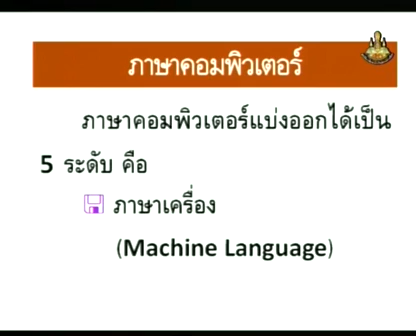 ภาษาคอมพิวเตอร์
ภาษาคอมพิวเตอร์แบ่งออกได้เป็น
5 ระดับ คือ
ภาษาเครื่อง
(Machine Language)